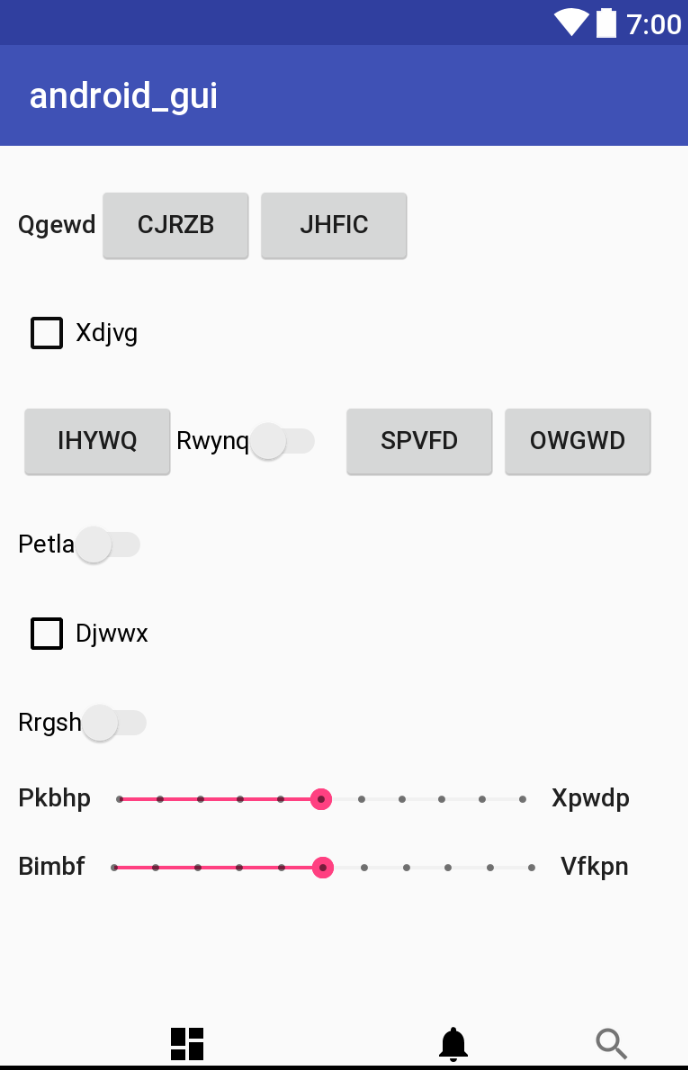 7:00
android_gui
Qgewd CJRZB JHFIC
Xdjvg
IHYWQ Rwynq SPVFD OWGWD
Petla
Djwwx
Rrgsh
Pkbhp Xpwdp
Bimbf Vfkpn